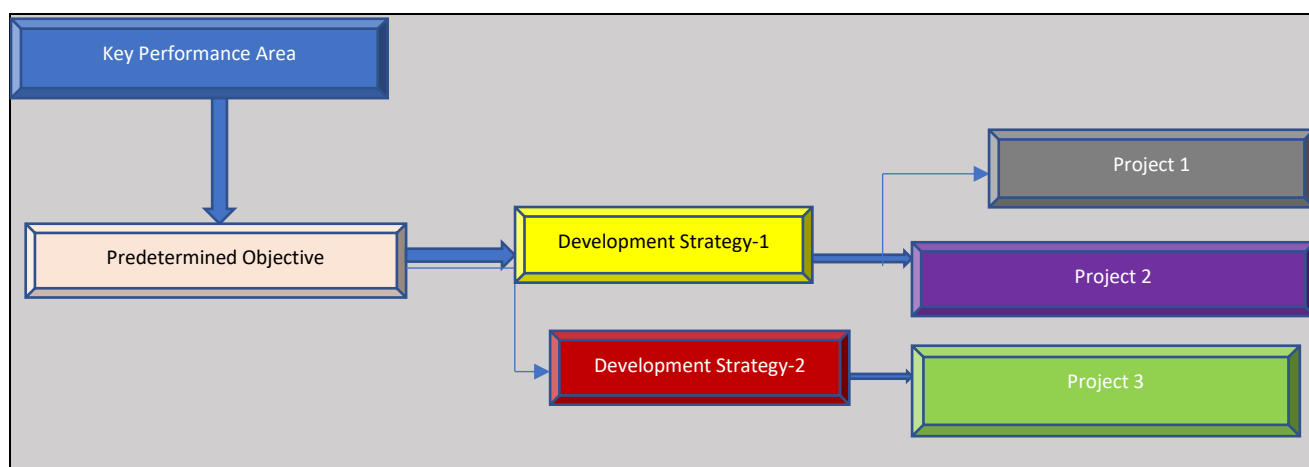 Key Performance Area
Project 1
Predetermined Objective
Development Strategy-1
Project 2
Development Strategy-2
Project 3